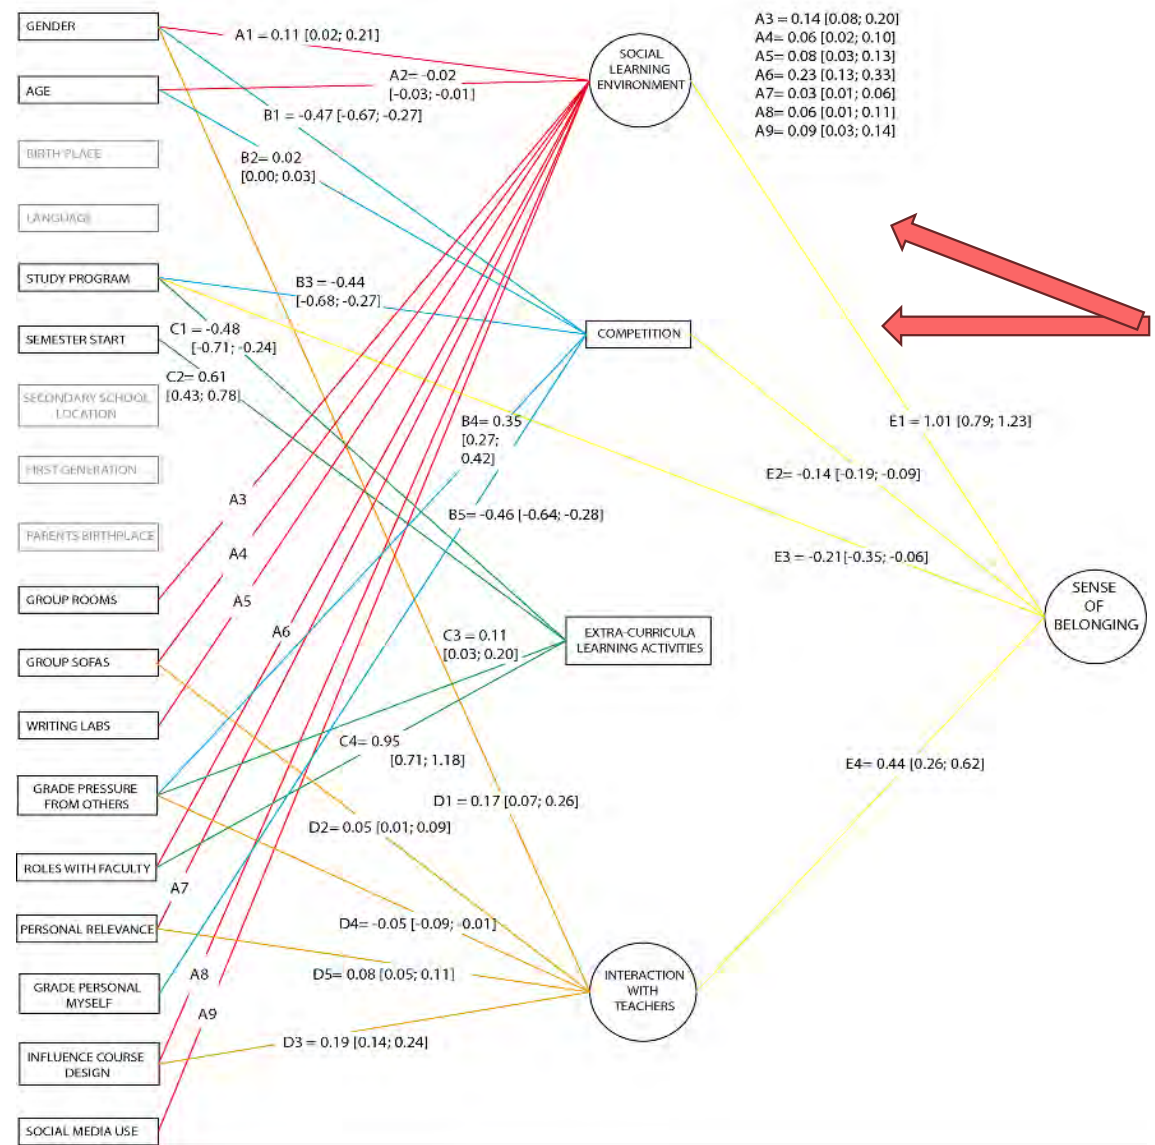 GENDER
AGE
BIRTH PLACE
LANGUAGE
STUDY PROGRAM
SEMESTER START
SECONDARY SCHOOL
LOCATION
FIRST GENERATION
PARENTS BIRTHPLACE
GROUP ROOMS
GROUP SOFAS
WRITING LABS
GRADE PRESSURE
FROM OTHERS
ROLES WITH FACULTY
PERSONAL RELEVANCE
GRADE PERSONAL
MYSELF
INFLUENCE COURSE
DESIGN
SOCIAL MEDIA USE
A1 = 0.11 [0.02; 0.21]
A2= -0.02
[-0.03; -0.01]
B1 = -0.47 [-0.67; -0.27]
B2= 0.02
[0.00; 0.03]
B3 = -0.44
[-0.68; -0.27]
C1 = -0.48
[-0.71; -0.24]
C2= 0.61
[0.43; 0.78]
B4= 0.35
[0.27;
0.42]
B5= -0.46 [-0.64; -0.28]
A3
A4
A5
A6
C3 = 0.11
[0.03; 0.20]
C4= 0.95
[0.71; 1.18]
D1 = 0.17 [0.07; 0.26]
D2= 0.05 [0.01; 0.09]
A7
D4= -0.05 [-0.09; -0.01]
D5= 0.08 [0.05; 0.11]
A8
A9
D3 = 0.19 [0.14; 0.24]
SOCIAL
LEARNING
ENVIRONMENT
COMPETITION
EXTRA-CURRICULA
LEARNING ACTIVITIES
INTERACTION
WITH
TEACHERS
A3 = 0.14 [0.08; 0.20]
A4= 0.06 [0.02; 0.10]
A5= 0.08 [0.03; 0.13]
A6= 0.23 [0.13; 0.33]
A7= 0.03 [0.01; 0.06]
A8= 0.06 [0.01; 0.11]
A9= 0.09 [0.03; 0.14]
E1 = 1.01 [0.79; 1.23]
E2= -0.14 [-0.19; -0.09]
E3 = -0.21[-0.35; -0.06]
E4= 0.44 [0.26; 0.62]
SENSE
OF
BELONGING